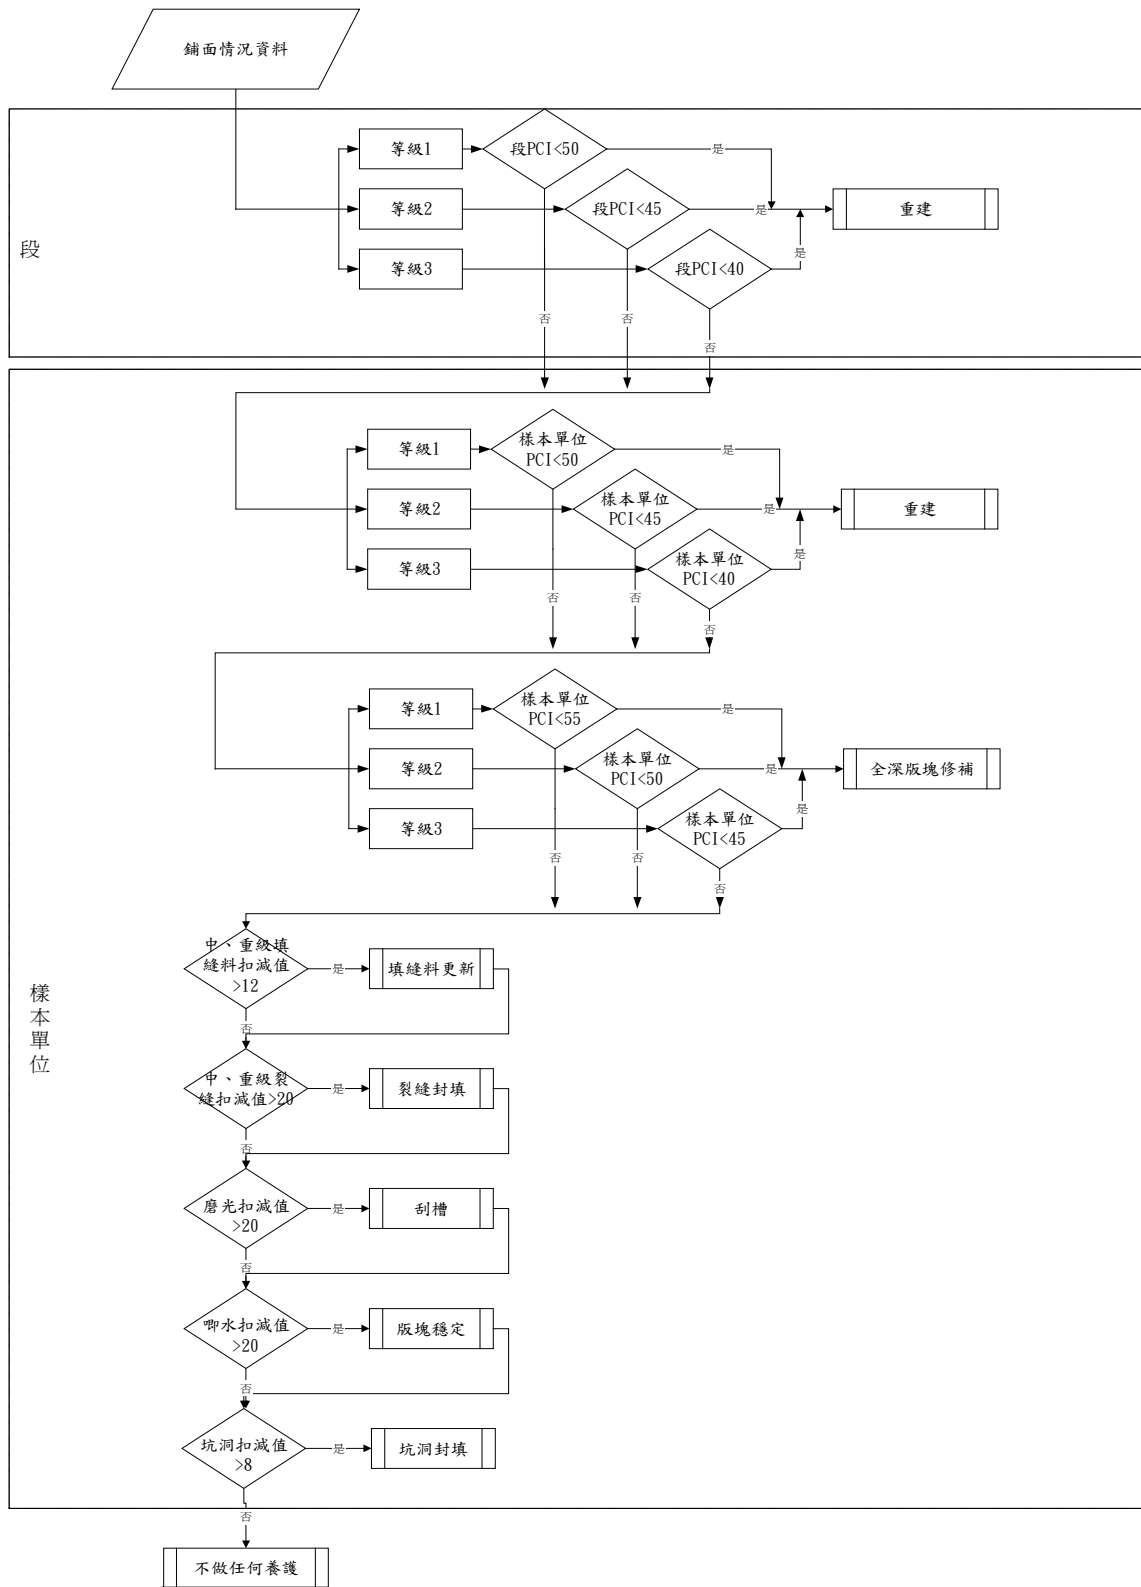 鋪面情況資料
段
等級1
段PCI<50
是
等級2
段PCI<45
是
重建
等級3
段PCI<40
是
否
否
否
樣本單位
等級1
樣本單位
PCI<50
是
等級2
樣本單位
PCI<45
是
重建
等級3
樣本單位
PCI<40
是
否
否
否
等級1
樣本單位
PCI<55
是
等級2
樣本單位
PCI<50
是
全深版塊修補
等級3
樣本單位
PCI<45
是
否
否
否
中、重級填
縫料扣減值
>12
是
填縫料更新
否
中、重級裂
縫扣減值>20
是
裂縫封填
否
磨光扣減值
>20
是
刮槽
否
唧水扣減值
>20
是
版塊穩定
否
坑洞扣減值
>8
是
坑洞封填
否
不做任何養護